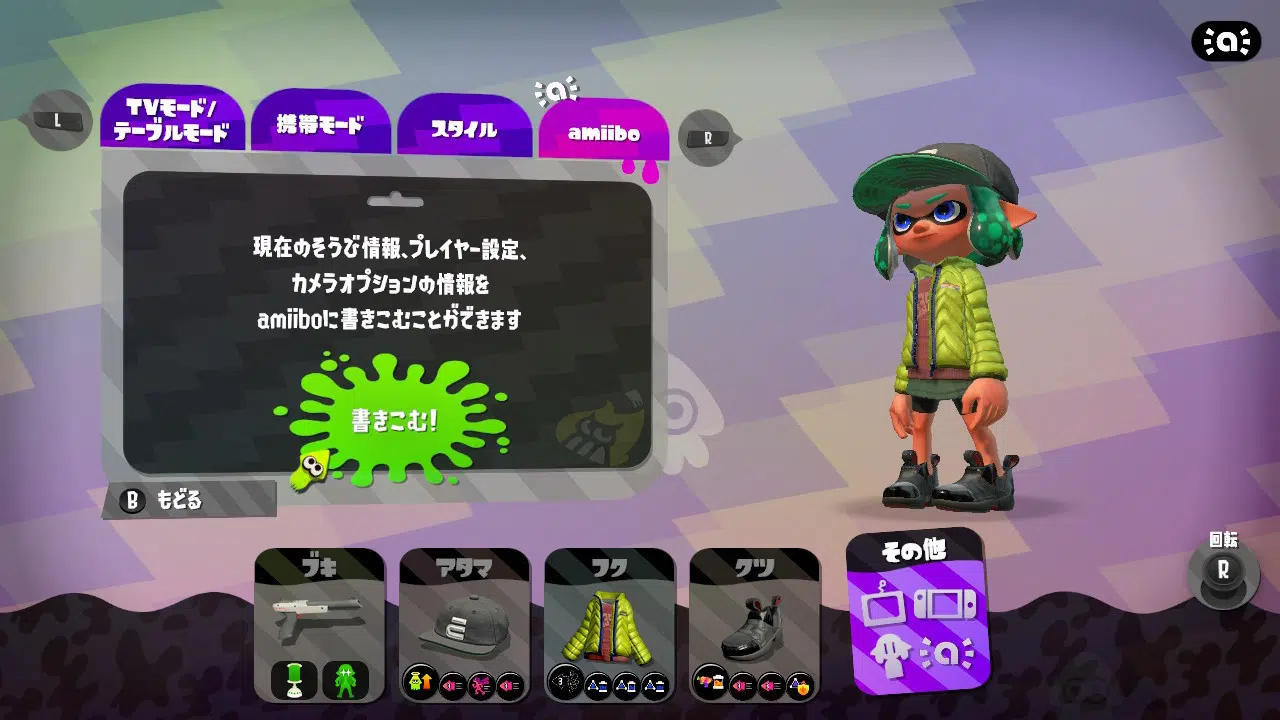 L
TVモード/
テーブルモード
携帯モード
スタイル
amiibo
R
現在のそうび情報、プレイヤー設定、
カメラオプションの情報を
amiiboに書きこむことができます
書きこむ!
B もどる
ブキ
アタマ
フク
クツ
その他
回転
R